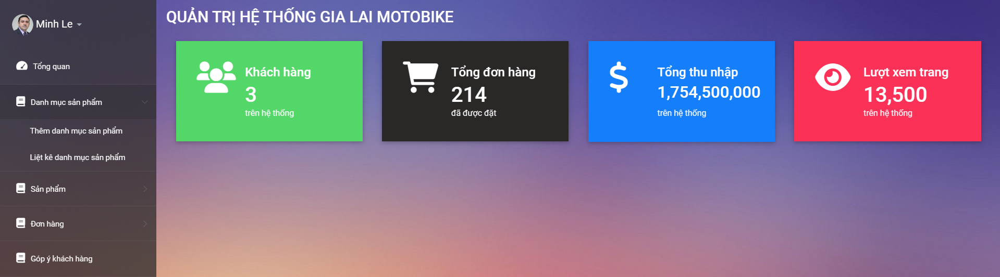 Minh Le
Tổng quan
Danh mục sản phẩm
Thêm danh mục sản phẩm
Liệt kê danh mục sản phẩm
Sản phẩm
Đơn hàng
Góp ý khách hàng
QUẢN TRỊ HỆ THỐNG GIA LAI MOTOBIKE
Khách hàng
3
trên hệ thống
Tổng đơn hàng
214
đã được đặt
Tổng thu nhập
1,754,500,000
trên hệ thống
Lượt xem trang
13,500
trên hệ thống